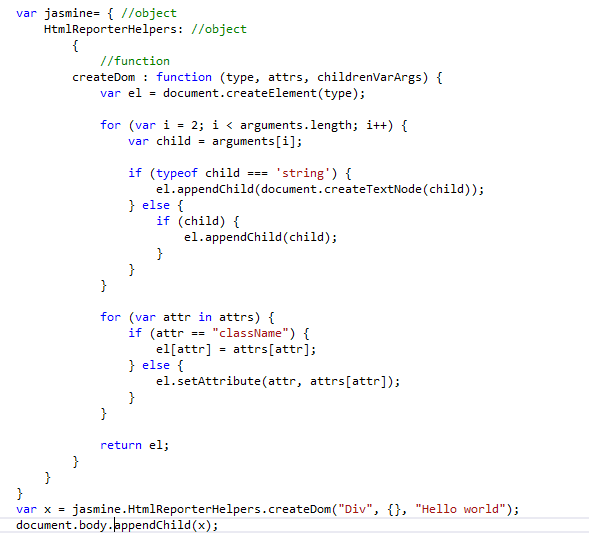 var jasmine= { //object
    HtmlReporterHelpers: //object
        {
            //function
        createDom : function (type, attrs, childrenVarArgs) {
            var el = document.createElement(type);

            for (var i = 2; i < arguments.length; i++) {
                var child = arguments[i];

                if (typeof child === 'string') {
                    el.appendChild(document.createTextNode(child));
                } else {
                    if (child) {
                        el.appendChild(child);
                    }
                }
            }

            for (var attr in attrs) {
                if (attr == "className") {
                    el[attr] = attrs[attr];
                } else {
                    el.setAttribute(attr, attrs[attr]);
                }
            }

            return el;
        }
    }
}
var x = jasmine.HtmlReporterHelpers.createDom("Div", {}, "Hello world");
document.body.appendChild(x);